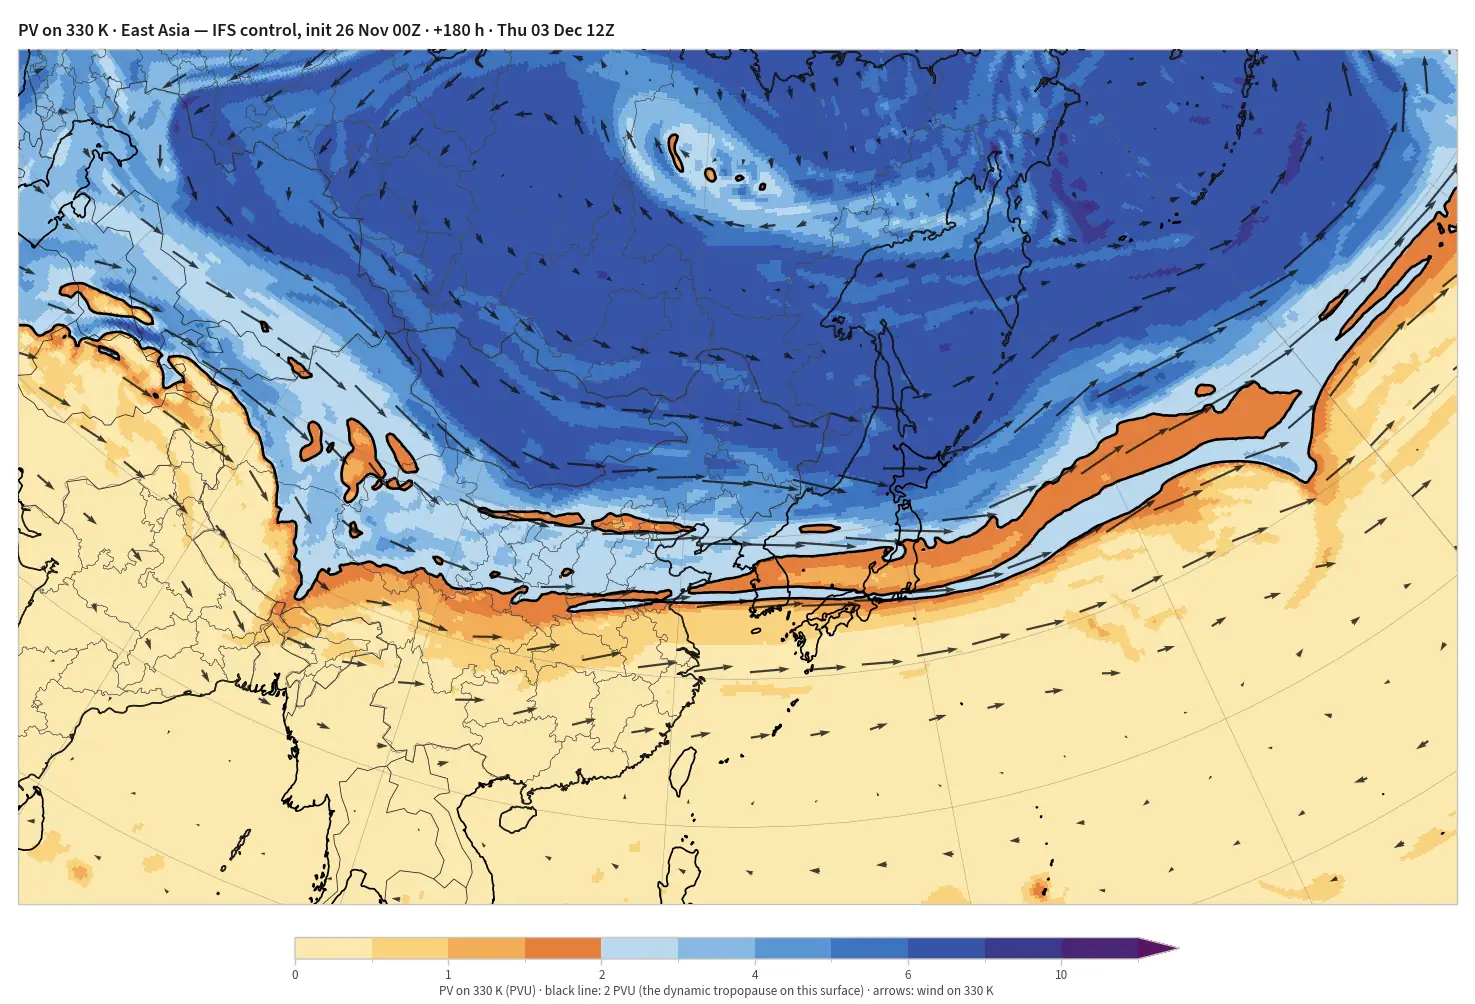 PV on 330 K · East Asia — IFS control, init 26 Nov 00Z · +180 h · Thu 03 Dec 12Z
0 1 2 4 6 10
PV on 330 K (PVU) · black line: 2 PVU (the dynamic tropopause on this surface) · arrows: wind on 330 K